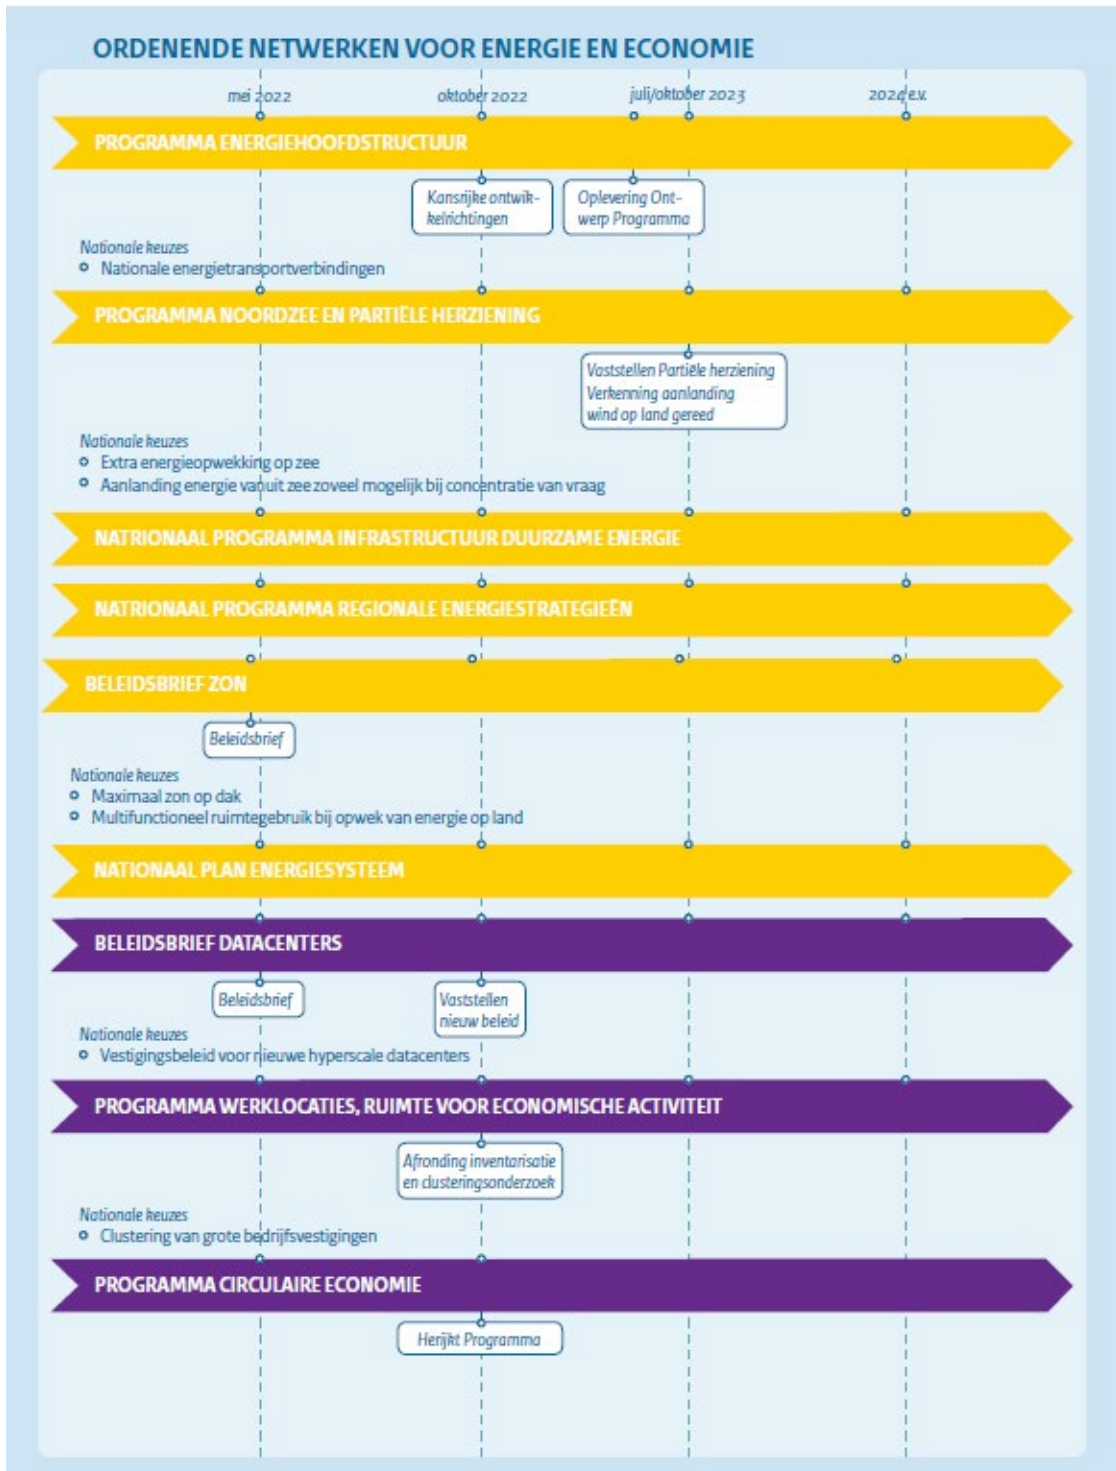 ORDENENDE NETWERKEN VOOR ENERGIE EN ECONOMIE
mei 2022
oktober 2022
juli/oktober 2023
2024 e.v.
PROGRAMMA ENERGIEHOOFDSTRUCTUUR
Kansrijke ontwik-
kelrichtingen
Oplevering Ont-
werp Programma
Nationale keuzes
Nationale energietransportverbindingen
PROGRAMMA NOORDZEE EN PARTIËLE HERZIENING
Vaststellen Partiële herziening
Verkenning aanlanding
wind op land gereed
Nationale keuzes
Extra energieopwekking op zee
Aanlanding energie vanuit zee zoveel mogelijk bij concentratie van vraag
NATRIONAAL PROGRAMMA INFRASTRUCTUUR DUURZAME ENERGIE
NATRIONAAL PROGRAMMA REGIONALE ENERGIESTRATEGIEËN
BELEIDSBRIEF ZON
Beleidsbrief
Nationale keuzes
Maximaal zon op dak
Multifunctioneel ruimtegebruik bij opwek van energie op land
NATIONAAL PLAN ENERGIESYSTEEM
BELEIDSBRIEF DATACENTERS
Beleidsbrief
Vaststellen
nieuw beleid
Nationale keuzes
Vestigingsbeleid voor nieuwe hyperscale datacenters
PROGRAMMA WERKLOCATIES, RUIMTE VOOR ECONOMISCHE ACTIVITEIT
Afronding inventarisatie
en clusteringsonderzoek
Nationale keuzes
Clustering van grote bedrijfsvestigingen
PROGRAMMA CIRCULAIRE ECONOMIE
Herijkt Programma